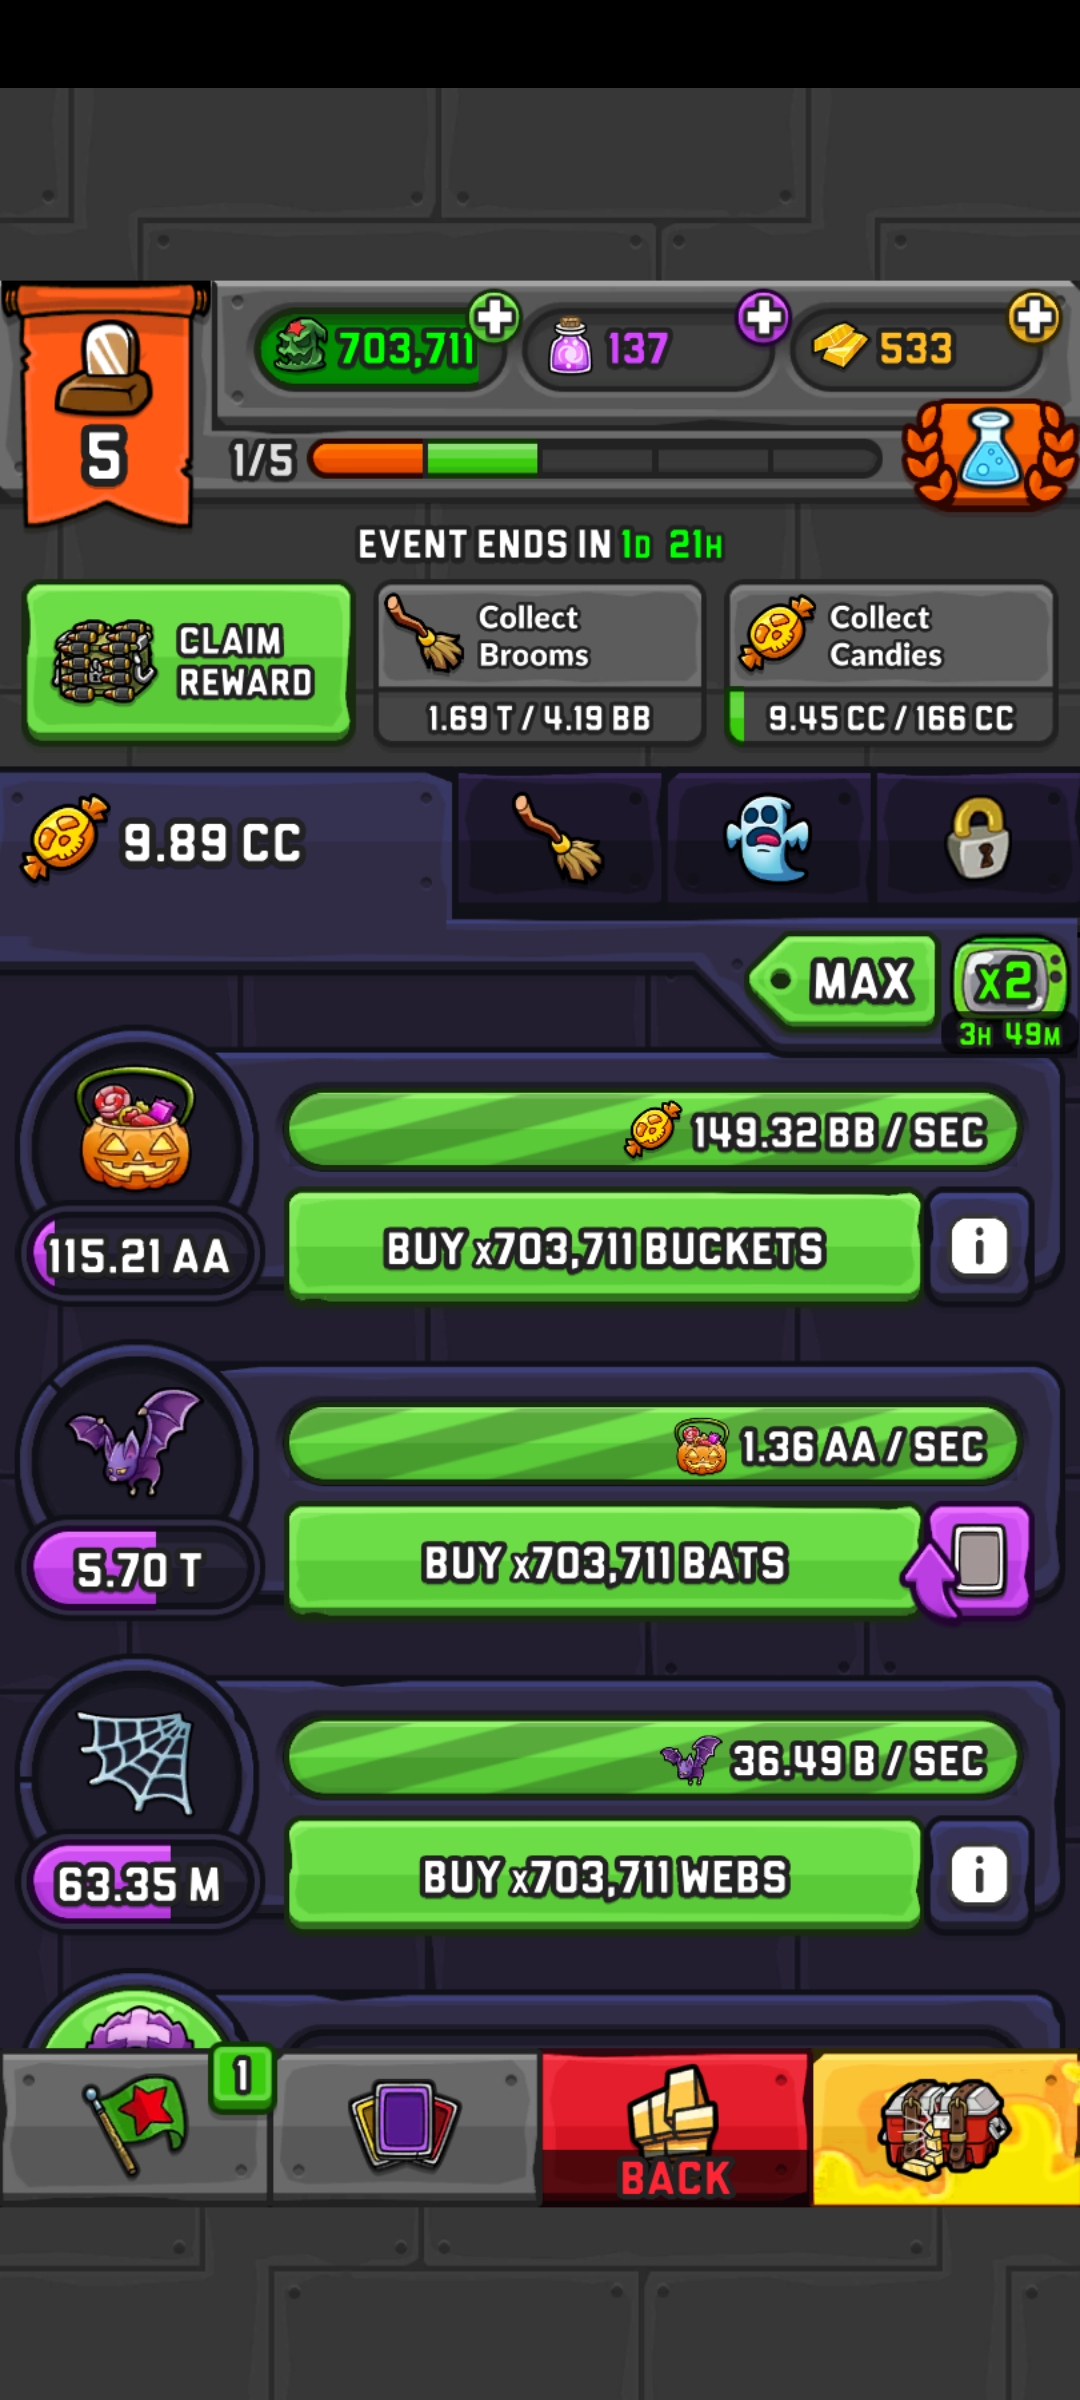 703,711
137
533
5
1/5
EVENT ENDS IN 1D 21H
CLAIM
REWARD
Collect
Brooms
1.69 T / 4.19 BB
Collect
Candies
9.45 CC / 166 CC
9.89 CC
MAX
x2
3H 49M
149.32 BB / SEC
115.21 AA
BUY x703,711 BUCKETS
i
1.36 AA / SEC
5.70 T
BUY x703,711 BATS
36.49 B / SEC
63.35 M
BUY x703,711 WEBS
i
1
BACK